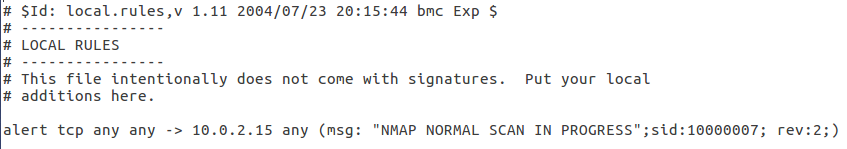 # $Id: local.rules,v 1.11 2004/07/23 20:15:44 bmc Exp $
# ----------------
# LOCAL RULES
# ----------------
# This file intentionally does not come with signatures.  Put your local
# additions here.
alert tcp any any -> 10.0.2.15 any (msg: "NMAP NORMAL SCAN IN PROGRESS";sid:10000007; rev:2;)